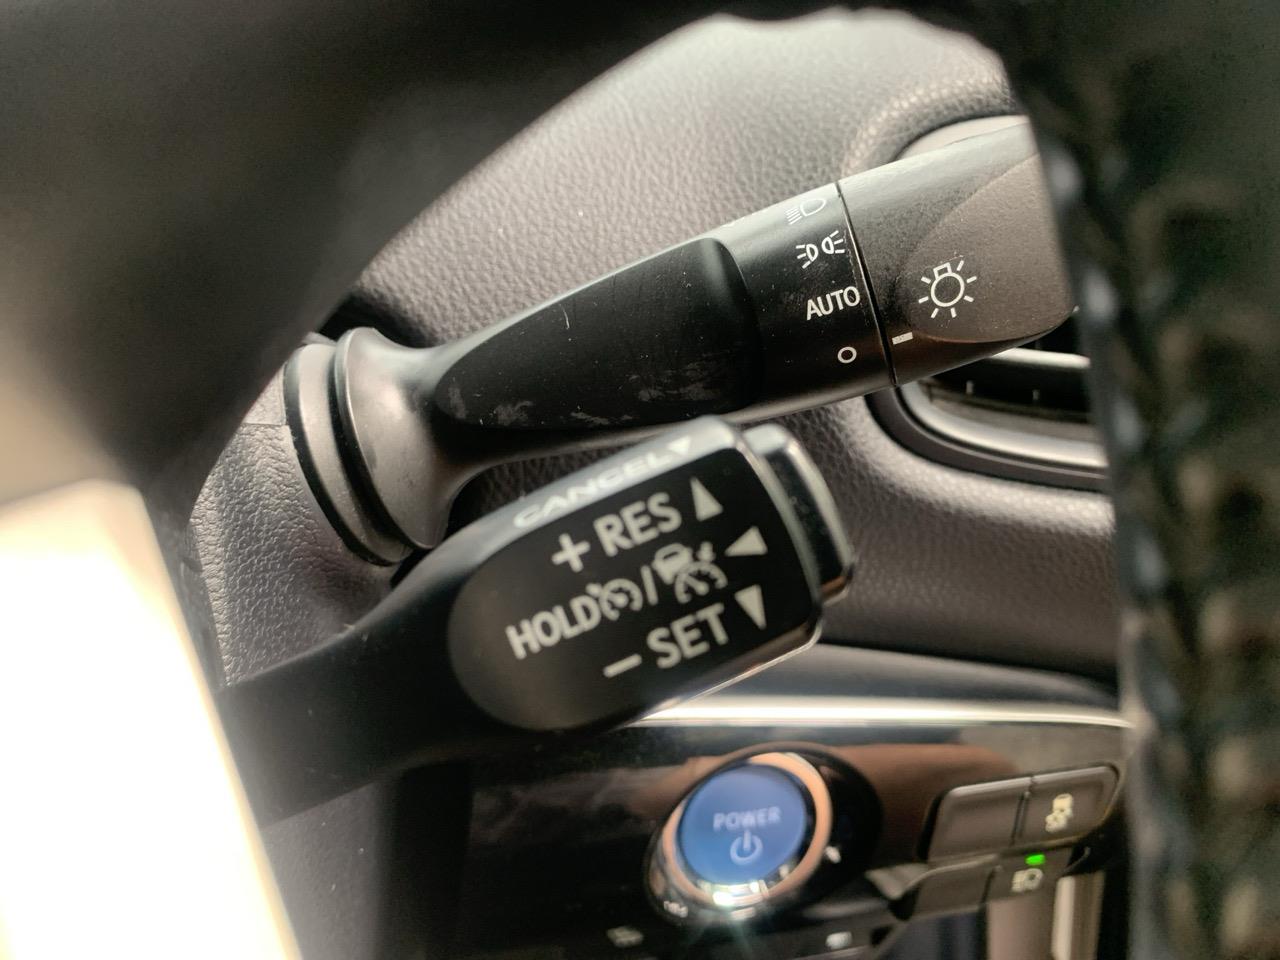 AUTO
CANCEL
+ RES
HOLD /
− SET
POWER